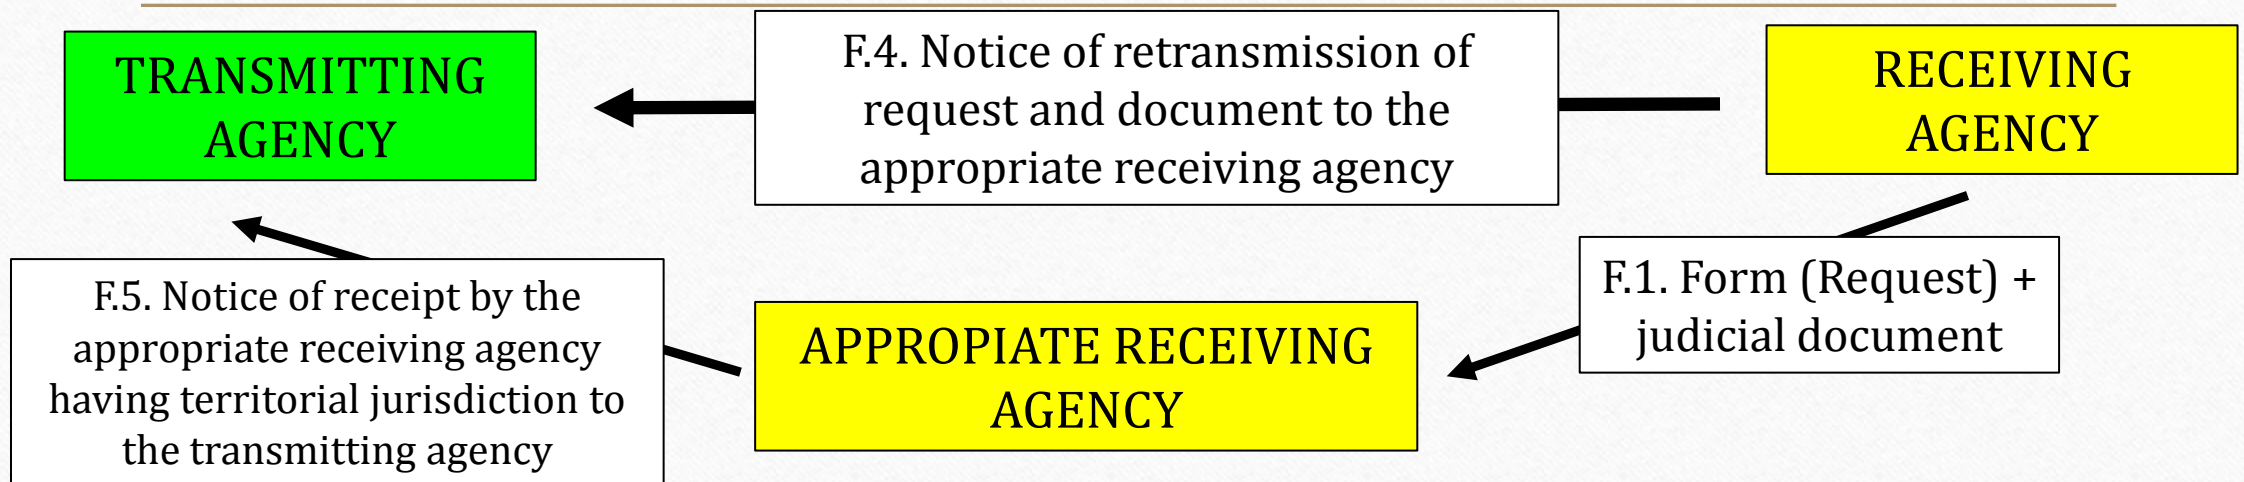 TRANSMITTING
AGENCY
F.4. Notice of retransmission of
request and document to the
appropriate receiving agency
RECEIVING
AGENCY
F.5. Notice of receipt by the
appropriate receiving agency
having territorial jurisdiction to
the transmitting agency
APPROPIATE RECEIVING
AGENCY
F.1. Form (Request) +
judicial document